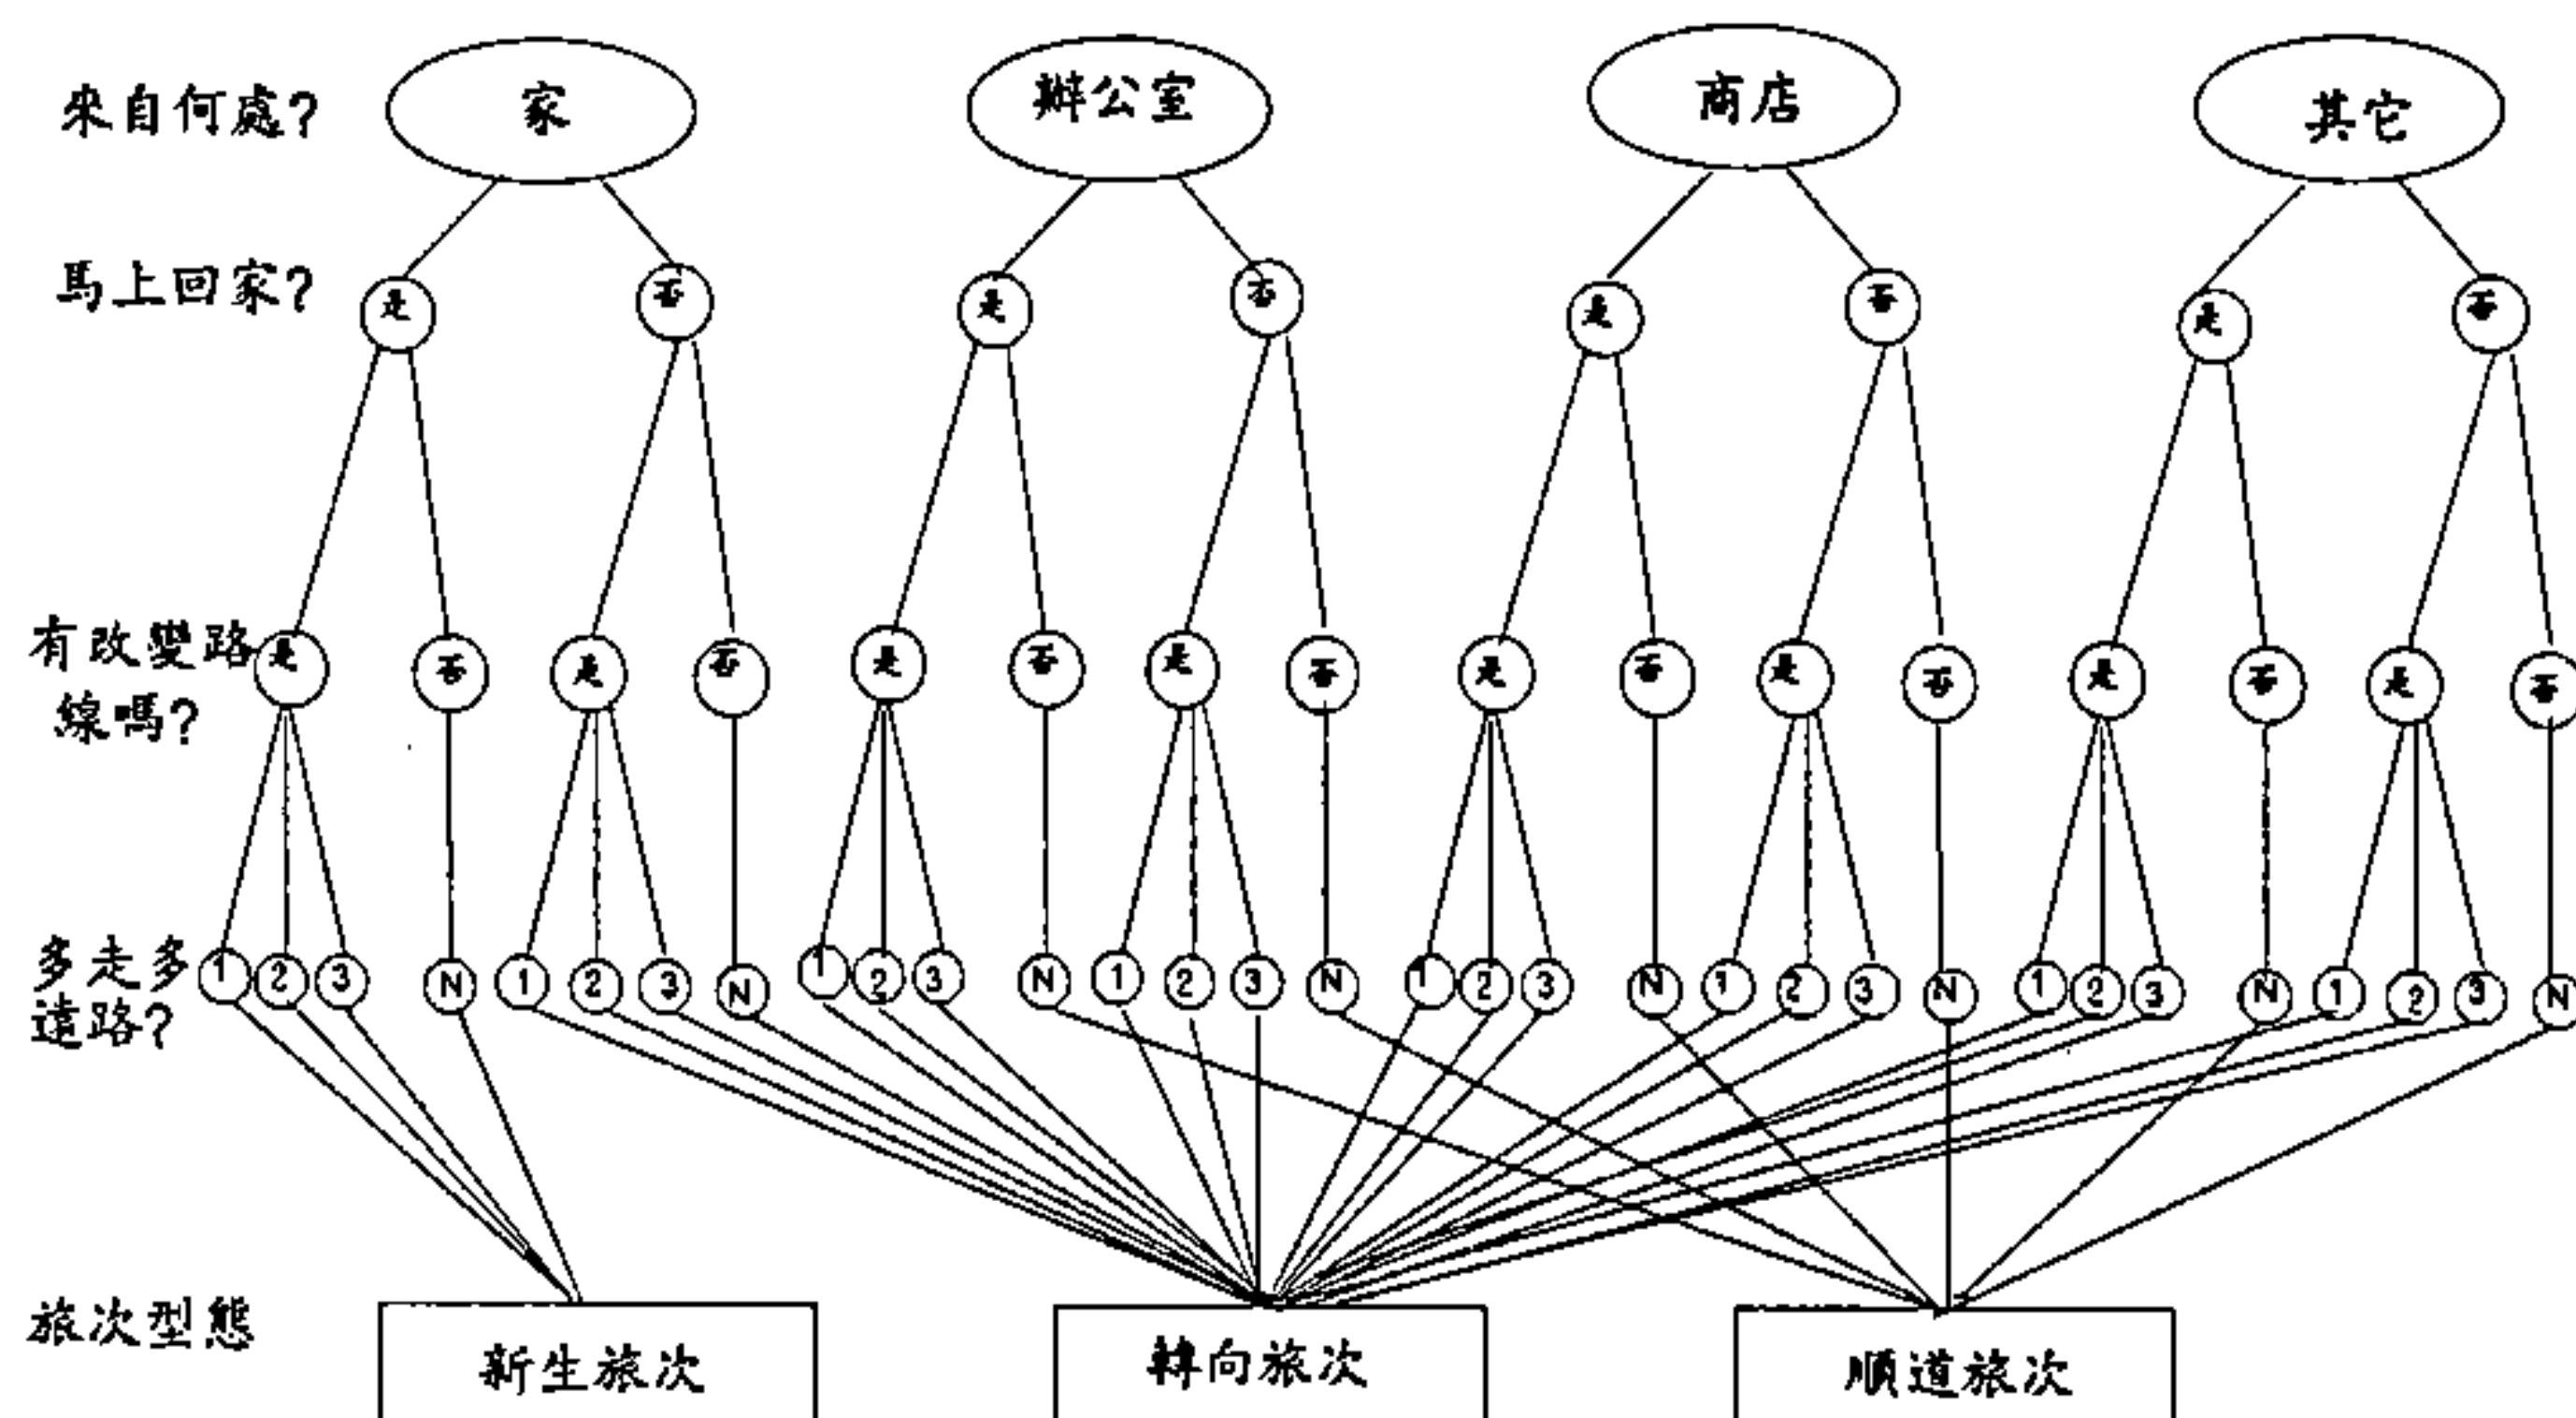 來自何處? 家 辦公室 商店 其它
馬上回家? 是 否 是 否 是 否 是 否
有改變路 是 否 是 否 是 否 是 否 是 否 是 否 是 否 是 否
線嗎?
多走多 1 2 3 N 1 2 3 N 1 2 3 N 1 2 3 N 1 2 3 N 1 2 3 N 1 2 3 N 1 2 3 N
遠路?
旅次型態 新生旅次 轉向旅次 順道旅次